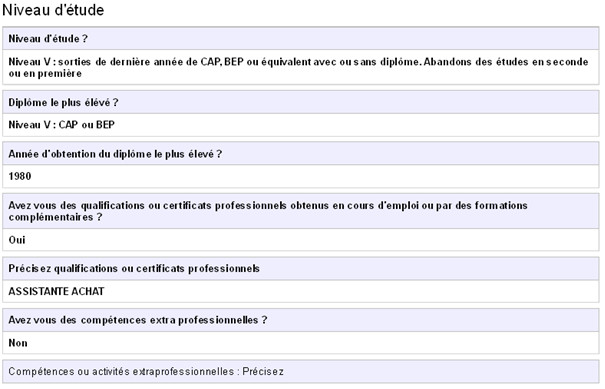 Niveau d'étude
Niveau d'étude ?
Niveau V : sorties de dernière année de CAP, BEP ou équivalent avec ou sans diplôme. Abandons des études en seconde
ou en première
Diplôme le plus élévé ?
Niveau V : CAP ou BEP
Année d'obtention du diplôme le plus élevé ?
1980
Avez vous des qualifications ou certificats professionnels obtenus en cours d'emploi ou par des formations
complémentaires ?
Oui
Précisez qualifications ou certificats professionnels
ASSISTANTE ACHAT
Avez vous des compétences extra professionnelles ?
Non
Compétences ou activités extraprofessionnelles : Précisez